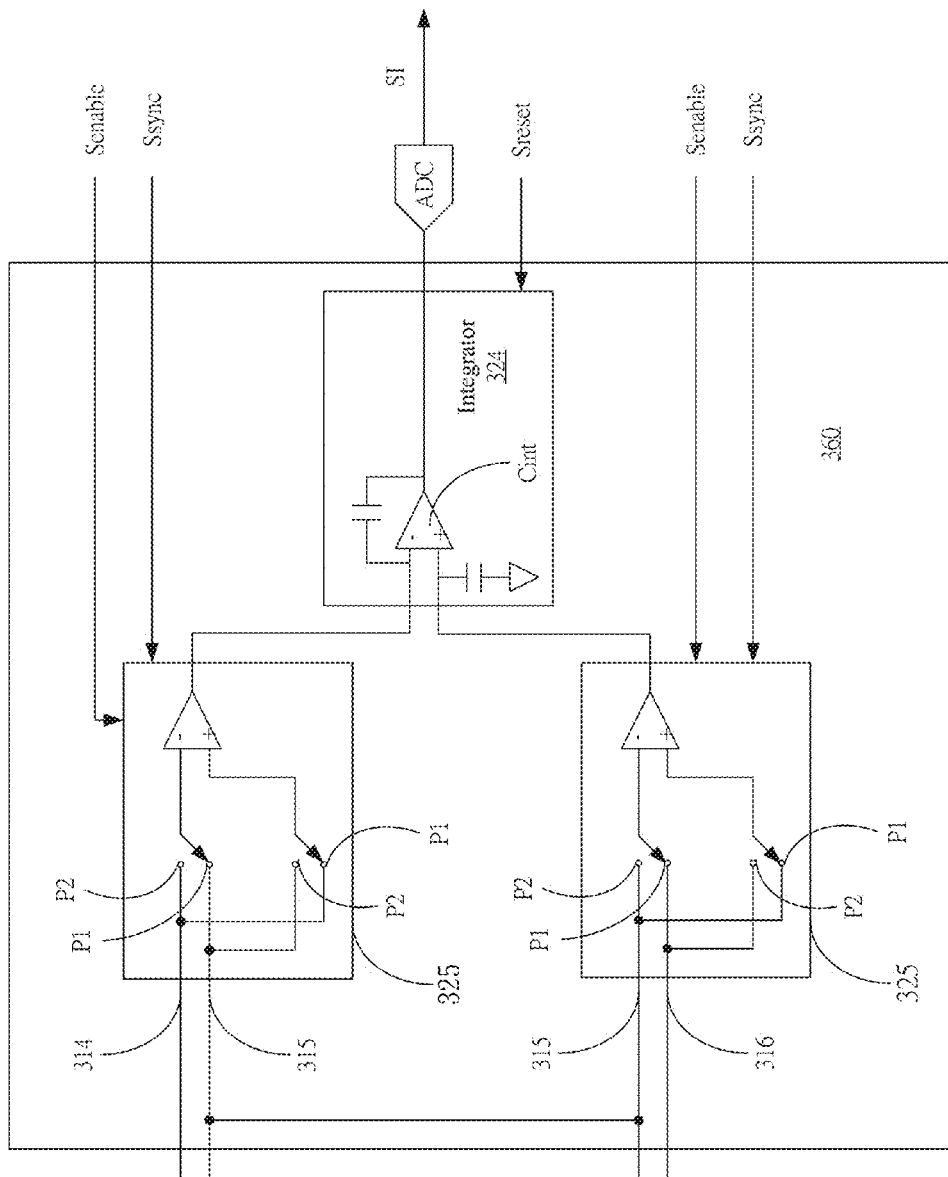 Senable
Ssync
SI
ADC
Sreset
Senable
Ssync
Integrator
324
Cint
360
-
+
-
+
-
+
P2
P1
P2
P1
325
314
315
P2
P1
P2
P1
325
315
316